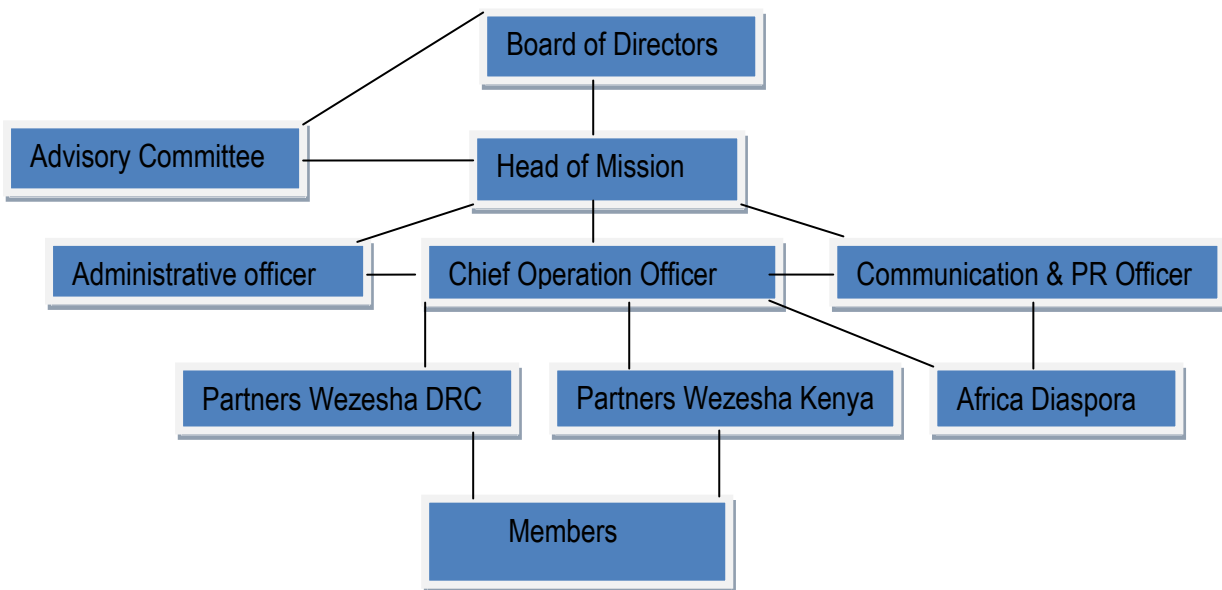 Board of Directors
Advisory Committee
Head of Mission
Administrative officer
Chief Operation Officer
Communication & PR Officer
Partners Wezesha DRC
Partners Wezesha Kenya
Africa Diaspora
Members